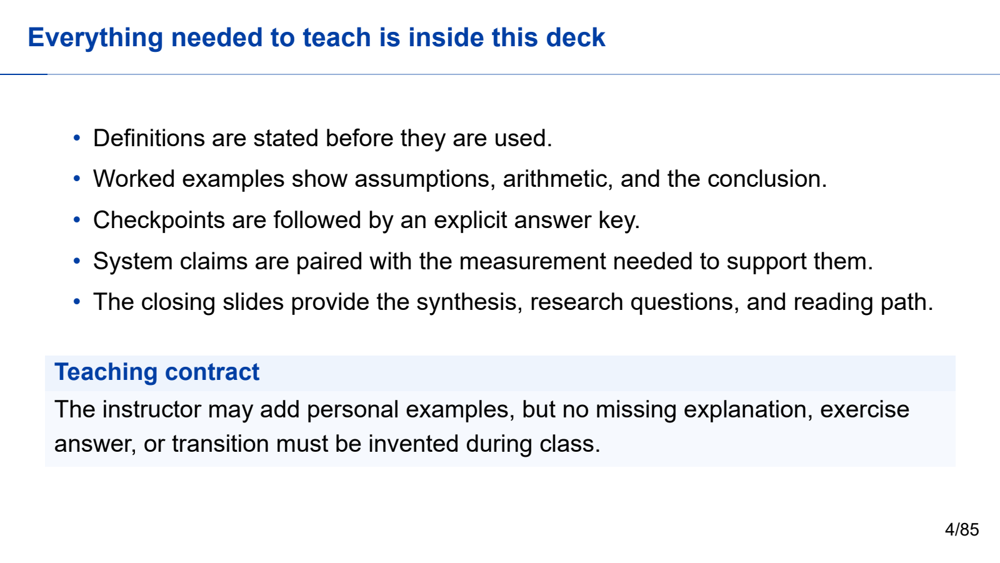 Everything needed to teach is inside this deck
• Definitions are stated before they are used.
• Worked examples show assumptions, arithmetic, and the conclusion.
• Checkpoints are followed by an explicit answer key.
• System claims are paired with the measurement needed to support them.
• The closing slides provide the synthesis, research questions, and reading path.
Teaching contract
The instructor may add personal examples, but no missing explanation, exercise
answer, or transition must be invented during class.
4/85